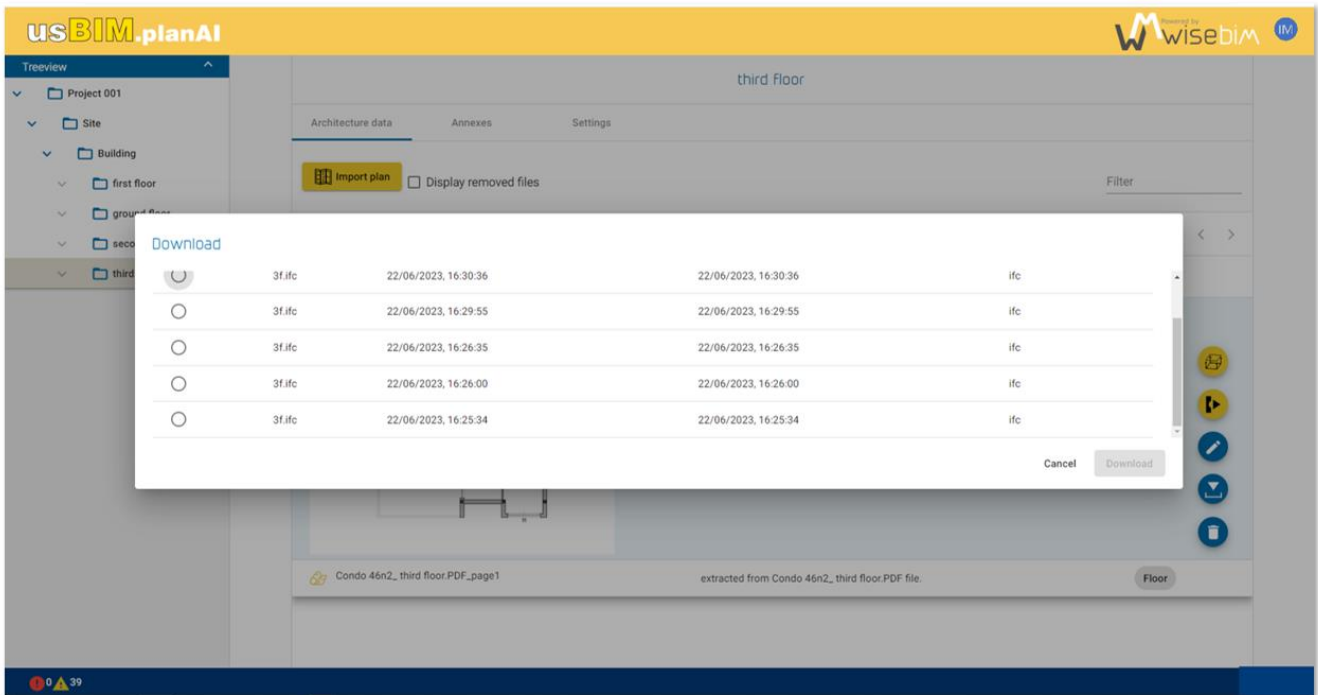 usBIM.planAI
Powered by
wisebim
IM
Treeview
Project 001
Site
Building
first floor
ground floor
seco
third
third floor
Architecture data Annexes Settings
Import plan Display removed files Filter
Download
3f.ifc 22/06/2023, 16:30:36 22/06/2023, 16:30:36 ifc
3f.ifc 22/06/2023, 16:29:55 22/06/2023, 16:29:55 ifc
3f.ifc 22/06/2023, 16:26:35 22/06/2023, 16:26:35 ifc
3f.ifc 22/06/2023, 16:26:00 22/06/2023, 16:26:00 ifc
3f.ifc 22/06/2023, 16:25:34 22/06/2023, 16:25:34 ifc
Cancel Download
Condo 46n2_ third floor.PDF_page1 extracted from Condo 46n2_ third floor.PDF file. Floor
0 39